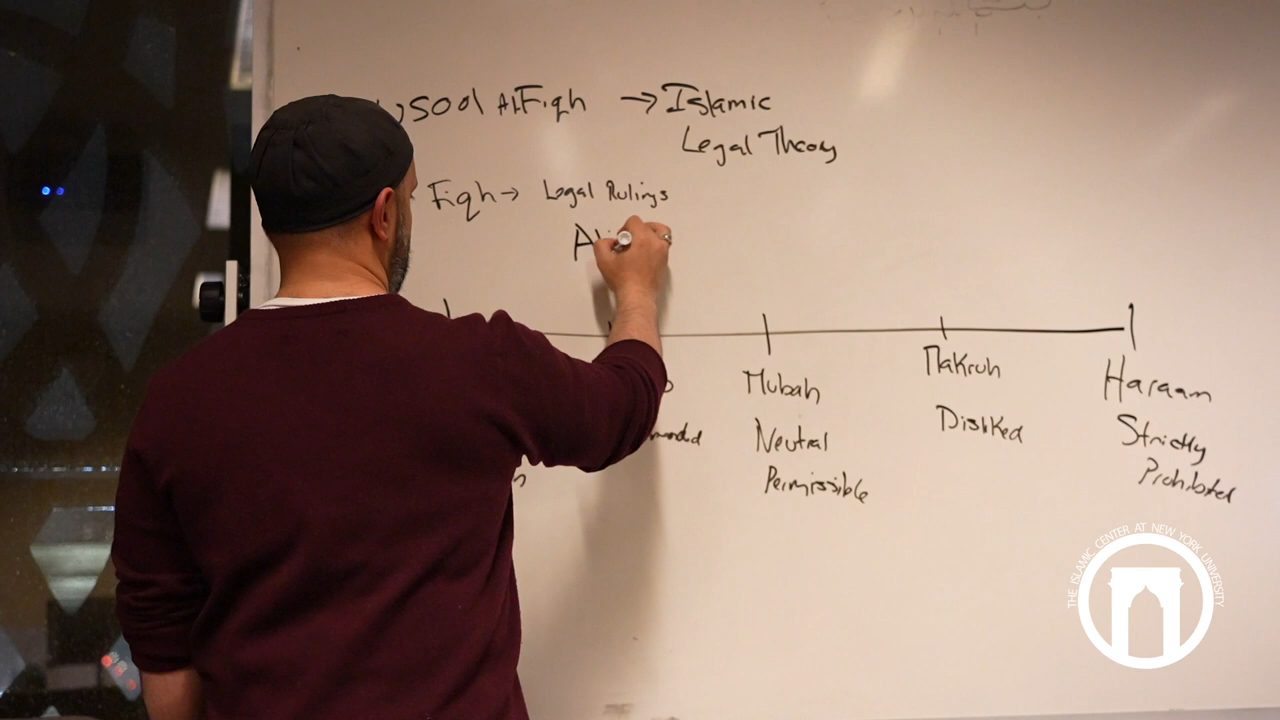 usool Al Fiqh → Islamic
Legal Theory
Fiqh → Legal Rulings
Mubah
Neutral
Permissible
Makruh
Disliked
Haraam
Strictly
Prohibited
THE ISLAMIC CENTER AT NEW YORK UNIVERSITY